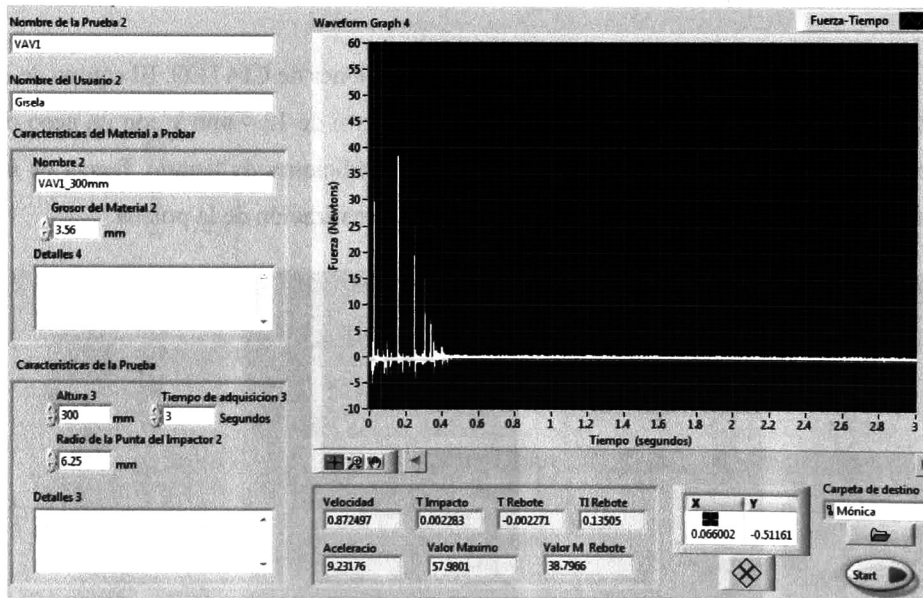 Nombre de la Prueba 2
VAV1
Nombre del Usuario 2
Gisela
Caracteristicas del Material a Probar
Nombre 2
VAV1_300mm
Grosor del Material 2
3.56 mm
Detalles 4
Caracteristicas de la Prueba
Altura 3
300 mm
Tiempo de adquisicion 3
3 Segundos
Radio de la Punta del Impactor 2
6.25 mm
Detalles 3
Waveform Graph 4
Fuerza-Tiempo
Fuerza (Newtons)
60
55
50
45
40
35
30
25
20
15
10
5
0
-5
-10
0 0.2 0.4 0.6 0.8 1 1.2 1.4 1.6 1.8 2 2.2 2.4 2.6 2.8 3
Tiempo (segundos)
Velocidad T Impacto T Rebote TI Rebote
0.872497 0.002283 -0.002271 0.13505
Aceleracio Valor Maximo Valor M Rebote
9.23176 57.9801 38.7966
X Y
0.066002 -0.51161
Carpeta de destino
Mónica
Start